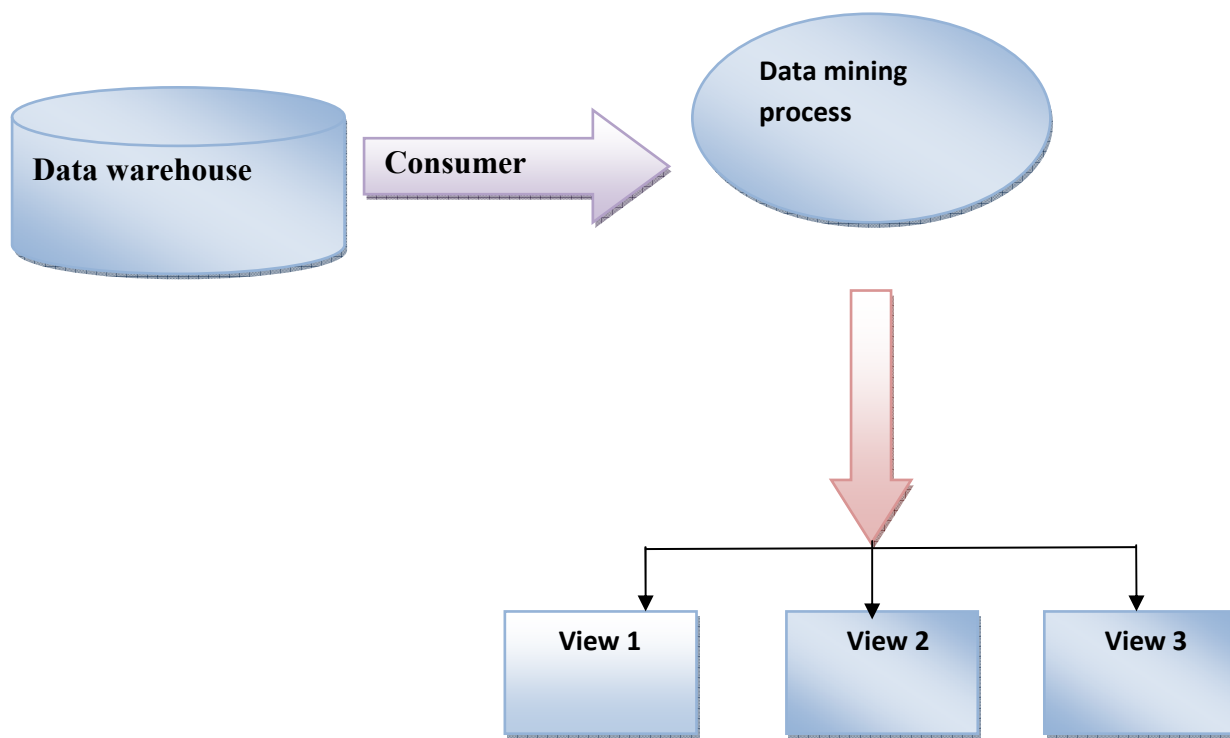 Data warehouse
Consumer
Data mining
process
View 1
View 2
View 3